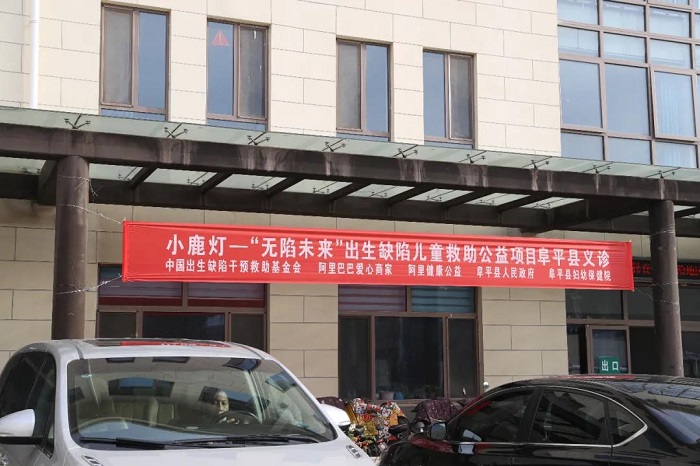 小鹿灯—“无陷未来”出生缺陷儿童救助公益项目阜平县义诊
中国出生缺陷干预救助基金会 阿里巴巴爱心商家 阿里健康公益 阜平县人民政府 阜平县妇幼保健院
出口